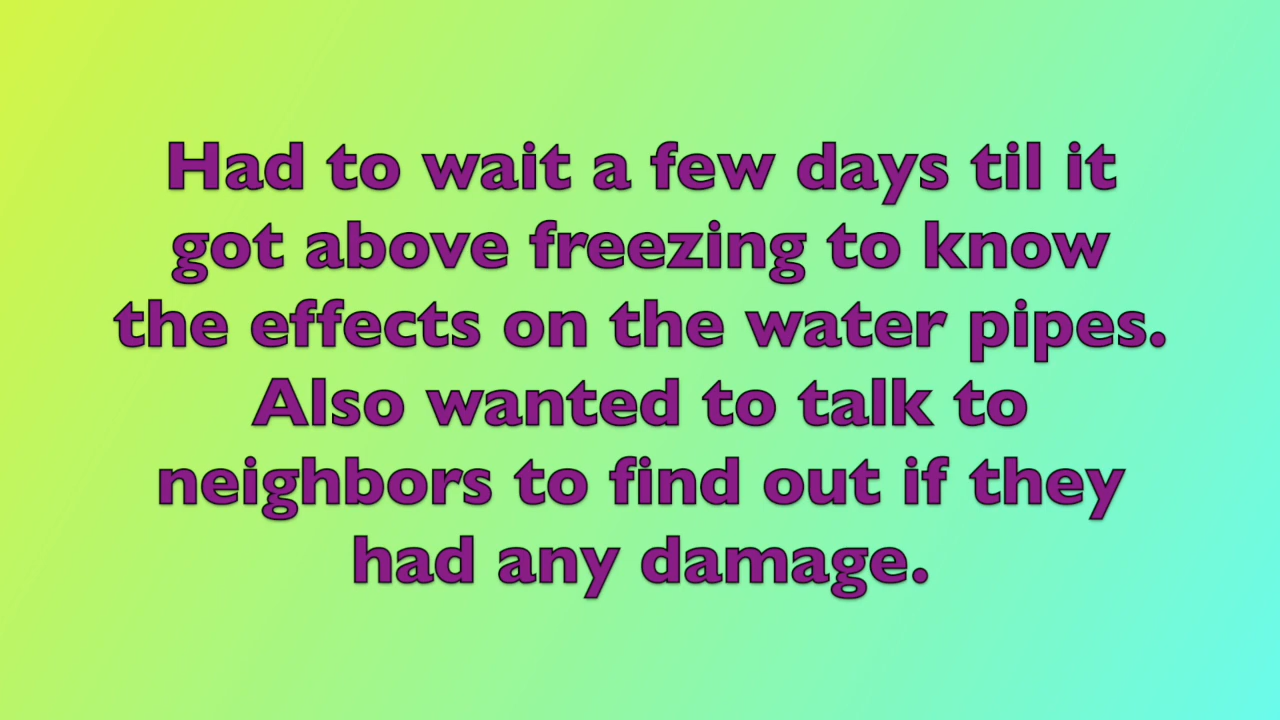 Had to wait a few days til it
got above freezing to know
the effects on the water pipes.
Also wanted to talk to
neighbors to find out if they
had any damage.